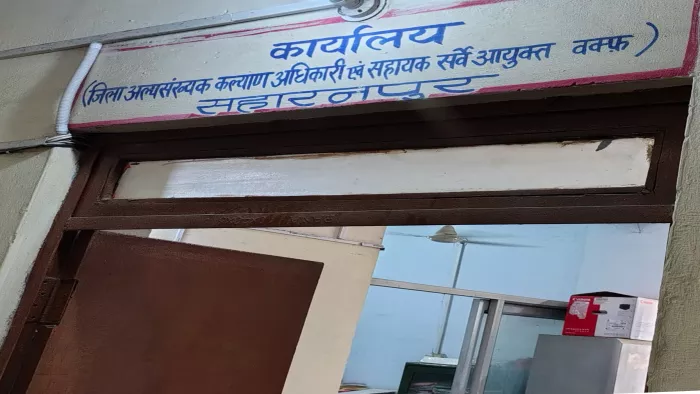 कार्यालय
(जिला अल्पसंख्यक कल्याण अधिकारी एवं सहायक सर्वे आयुक्त वक्फ़)
सहारनपुर